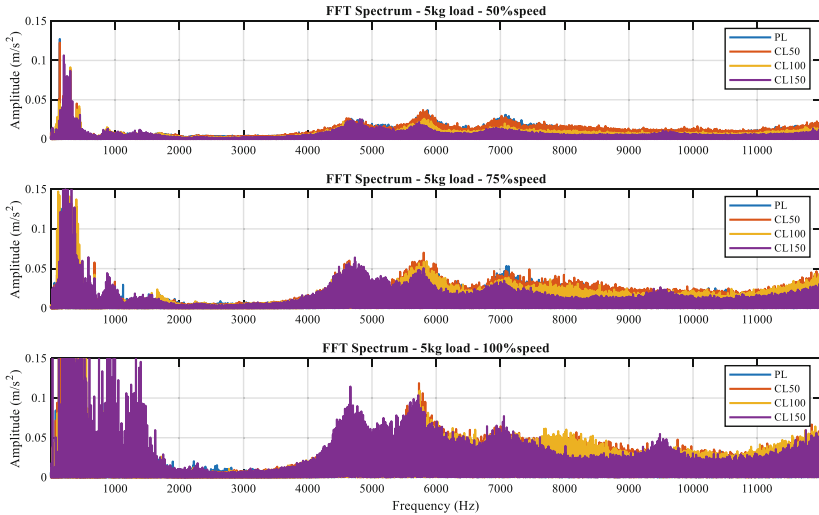 FFT Spectrum - 5kg load - 50%speed
Amplitude (m/s²)
0.15
0.1
0.05
0
1000 2000 3000 4000 5000 6000 7000 8000 9000 10000 11000
PL
CL50
CL100
CL150
FFT Spectrum - 5kg load - 75%speed
Amplitude (m/s²)
0.15
0.1
0.05
0
1000 2000 3000 4000 5000 6000 7000 8000 9000 10000 11000
PL
CL50
CL100
CL150
FFT Spectrum - 5kg load - 100%speed
Amplitude (m/s²)
0.15
0.1
0.05
0
1000 2000 3000 4000 5000 6000 7000 8000 9000 10000 11000
PL
CL50
CL100
CL150
Frequency (Hz)